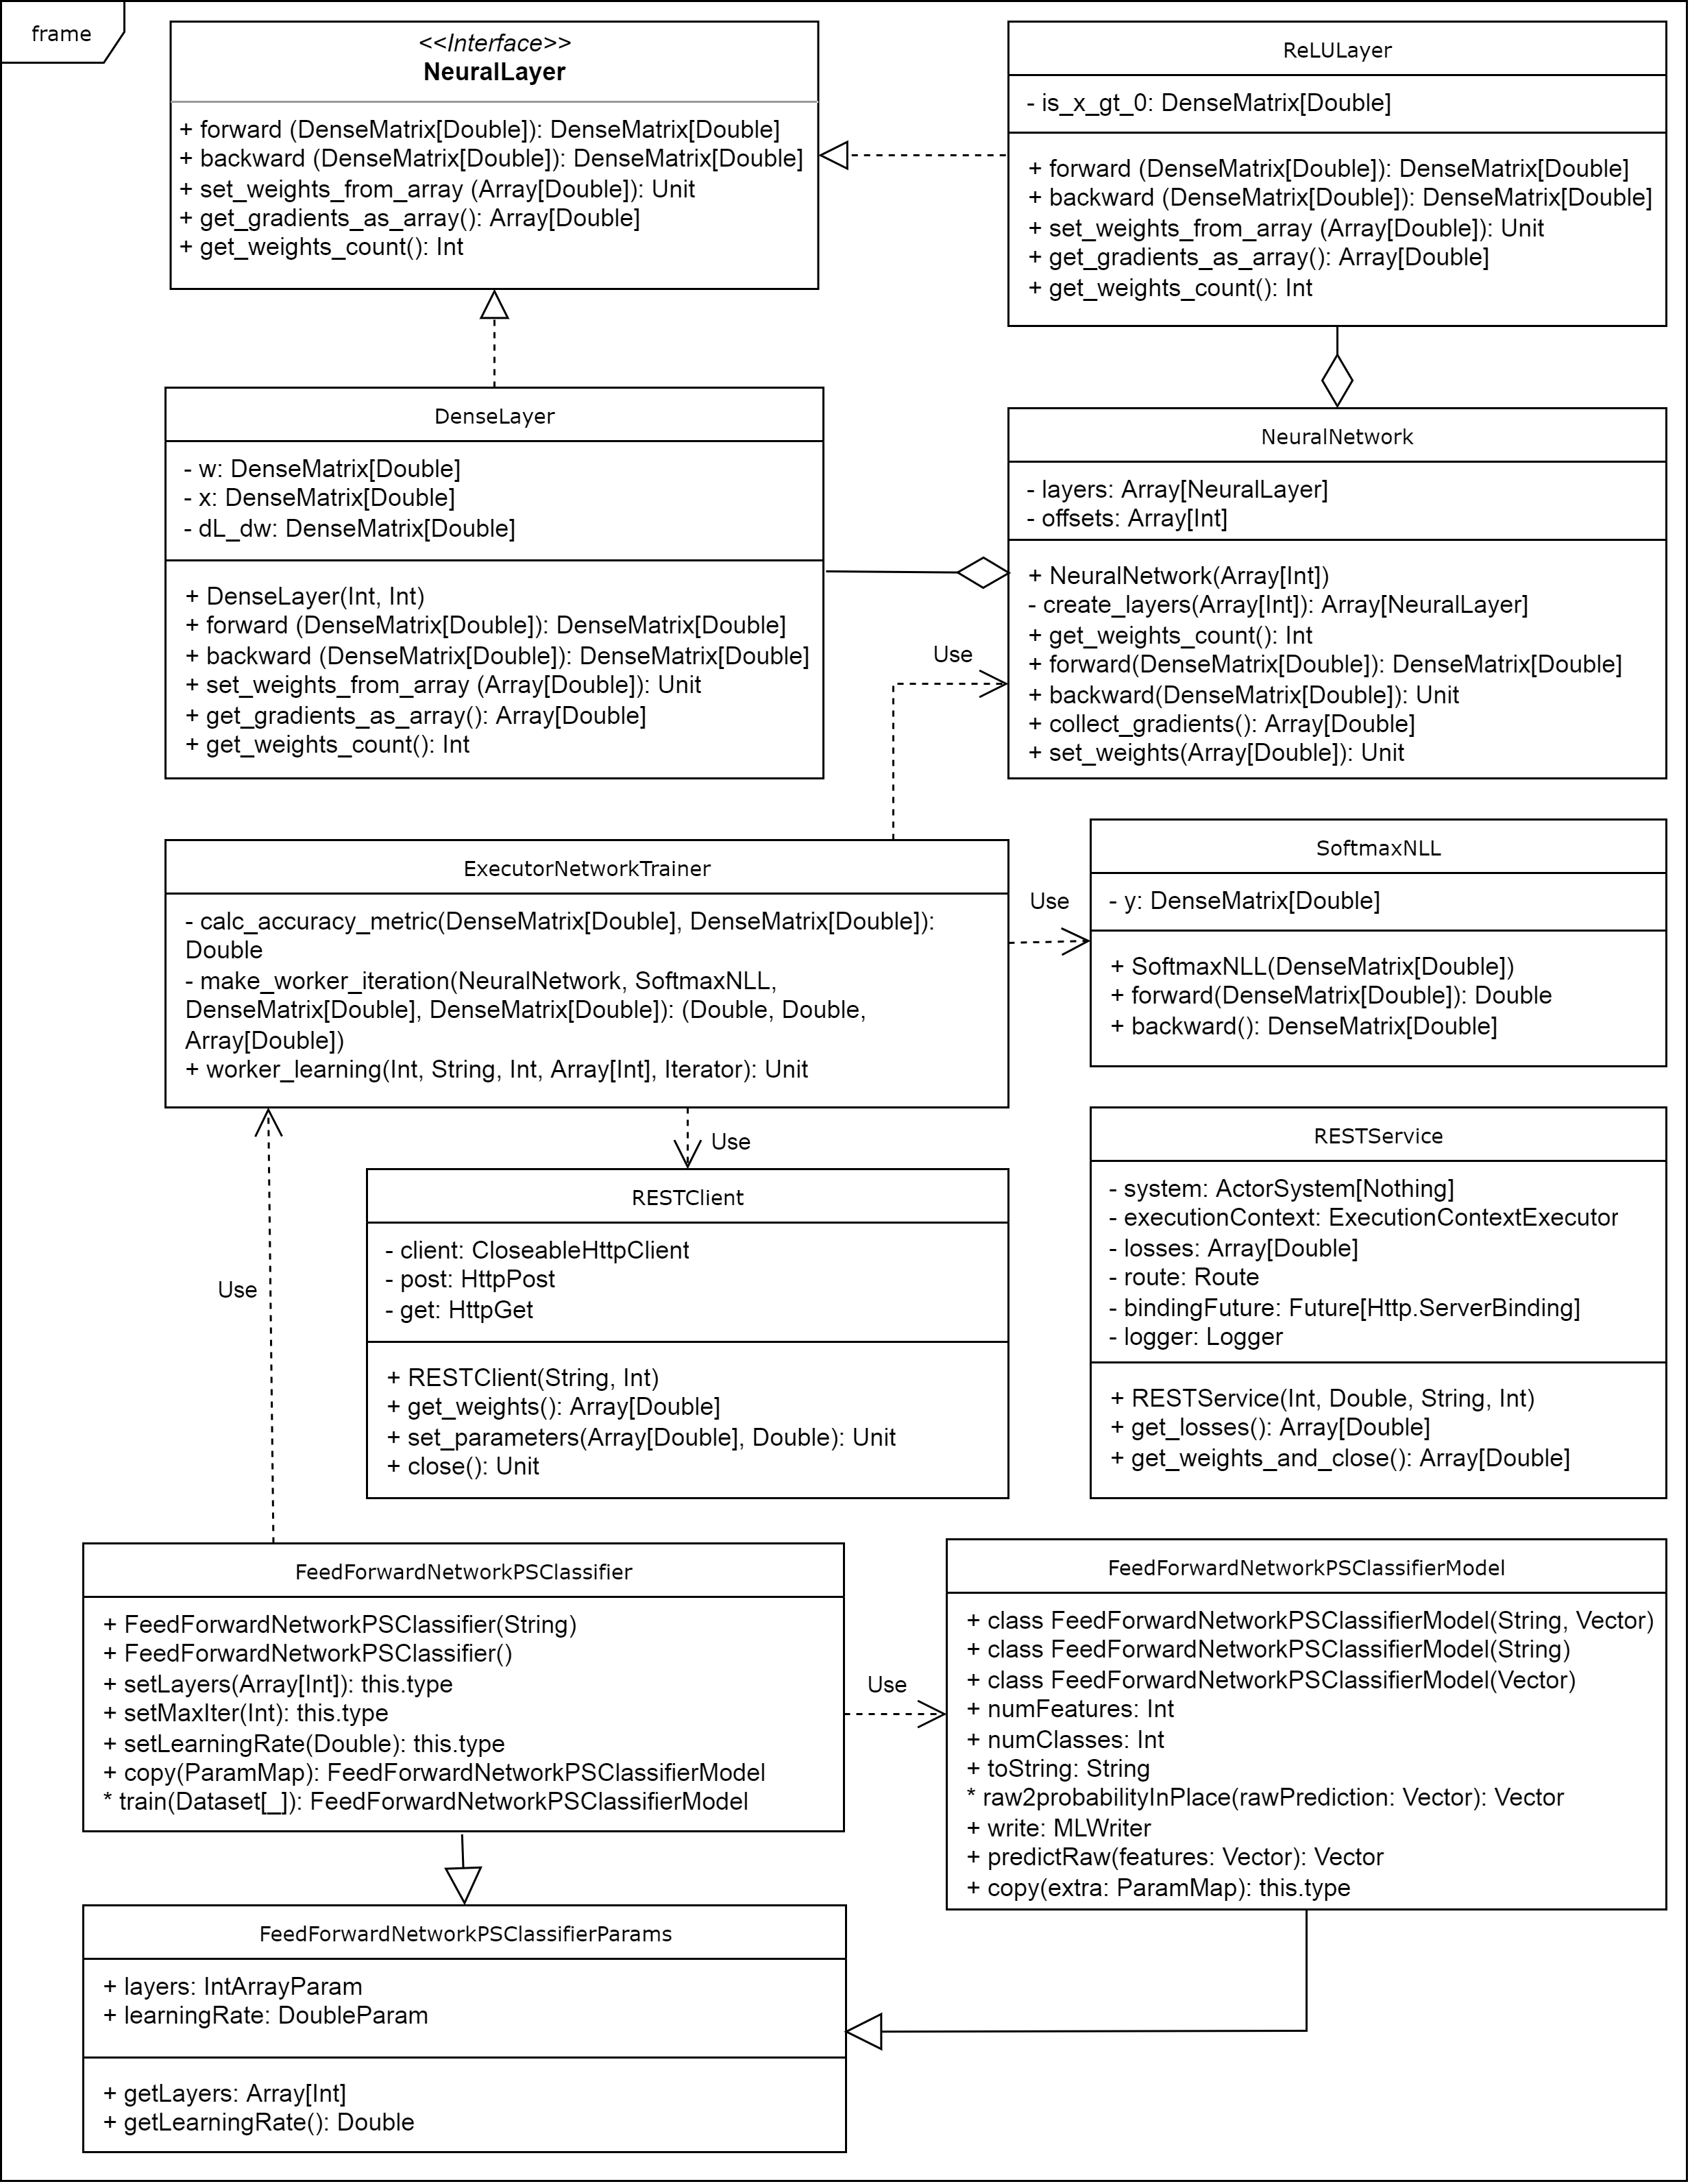 frame
<<Interface>>
NeuralLayer
+ forward (DenseMatrix[Double]): DenseMatrix[Double]
+ backward (DenseMatrix[Double]): DenseMatrix[Double]
+ set_weights_from_array (Array[Double]): Unit
+ get_gradients_as_array(): Array[Double]
+ get_weights_count(): Int
ReLULayer
- is_x_gt_0: DenseMatrix[Double]
+ forward (DenseMatrix[Double]): DenseMatrix[Double]
+ backward (DenseMatrix[Double]): DenseMatrix[Double]
+ set_weights_from_array (Array[Double]): Unit
+ get_gradients_as_array(): Array[Double]
+ get_weights_count(): Int
DenseLayer
- w: DenseMatrix[Double]
- x: DenseMatrix[Double]
- dL_dw: DenseMatrix[Double]
+ DenseLayer(Int, Int)
+ forward (DenseMatrix[Double]): DenseMatrix[Double]
+ backward (DenseMatrix[Double]): DenseMatrix[Double]
+ set_weights_from_array (Array[Double]): Unit
+ get_gradients_as_array(): Array[Double]
+ get_weights_count(): Int
NeuralNetwork
- layers: Array[NeuralLayer]
- offsets: Array[Int]
+ NeuralNetwork(Array[Int])
- create_layers(Array[Int]): Array[NeuralLayer]
+ get_weights_count(): Int
+ forward(DenseMatrix[Double]): DenseMatrix[Double]
+ backward(DenseMatrix[Double]): Unit
+ collect_gradients(): Array[Double]
+ set_weights(Array[Double]): Unit
Use
ExecutorNetworkTrainer
- calc_accuracy_metric(DenseMatrix[Double], DenseMatrix[Double]):
Double
- make_worker_iteration(NeuralNetwork, SoftmaxNLL,
DenseMatrix[Double], DenseMatrix[Double]): (Double, Double,
Array[Double])
+ worker_learning(Int, String, Int, Array[Int], Iterator): Unit
Use
SoftmaxNLL
- y: DenseMatrix[Double]
+ SoftmaxNLL(DenseMatrix[Double])
+ forward(DenseMatrix[Double]): Double
+ backward(): DenseMatrix[Double]
Use
RESTClient
- client: CloseableHttpClient
- post: HttpPost
- get: HttpGet
+ RESTClient(String, Int)
+ get_weights(): Array[Double]
+ set_parameters(Array[Double], Double): Unit
+ close(): Unit
RESTService
- system: ActorSystem[Nothing]
- executionContext: ExecutionContextExecutor
- losses: Array[Double]
- route: Route
- bindingFuture: Future[Http.ServerBinding]
- logger: Logger
+ RESTService(Int, Double, String, Int)
+ get_losses(): Array[Double]
+ get_weights_and_close(): Array[Double]
Use
FeedForwardNetworkPSClassifier
+ FeedForwardNetworkPSClassifier(String)
+ FeedForwardNetworkPSClassifier()
+ setLayers(Array[Int]): this.type
+ setMaxIter(Int): this.type
+ setLearningRate(Double): this.type
+ copy(ParamMap): FeedForwardNetworkPSClassifierModel
* train(Dataset[_]): FeedForwardNetworkPSClassifierModel
Use
FeedForwardNetworkPSClassifierModel
+ class FeedForwardNetworkPSClassifierModel(String, Vector)
+ class FeedForwardNetworkPSClassifierModel(String)
+ class FeedForwardNetworkPSClassifierModel(Vector)
+ numFeatures: Int
+ numClasses: Int
+ toString: String
* raw2probabilityInPlace(rawPrediction: Vector): Vector
+ write: MLWriter
+ predictRaw(features: Vector): Vector
+ copy(extra: ParamMap): this.type
FeedForwardNetworkPSClassifierParams
+ layers: IntArrayParam
+ learningRate: DoubleParam
+ getLayers: Array[Int]
+ getLearningRate(): Double